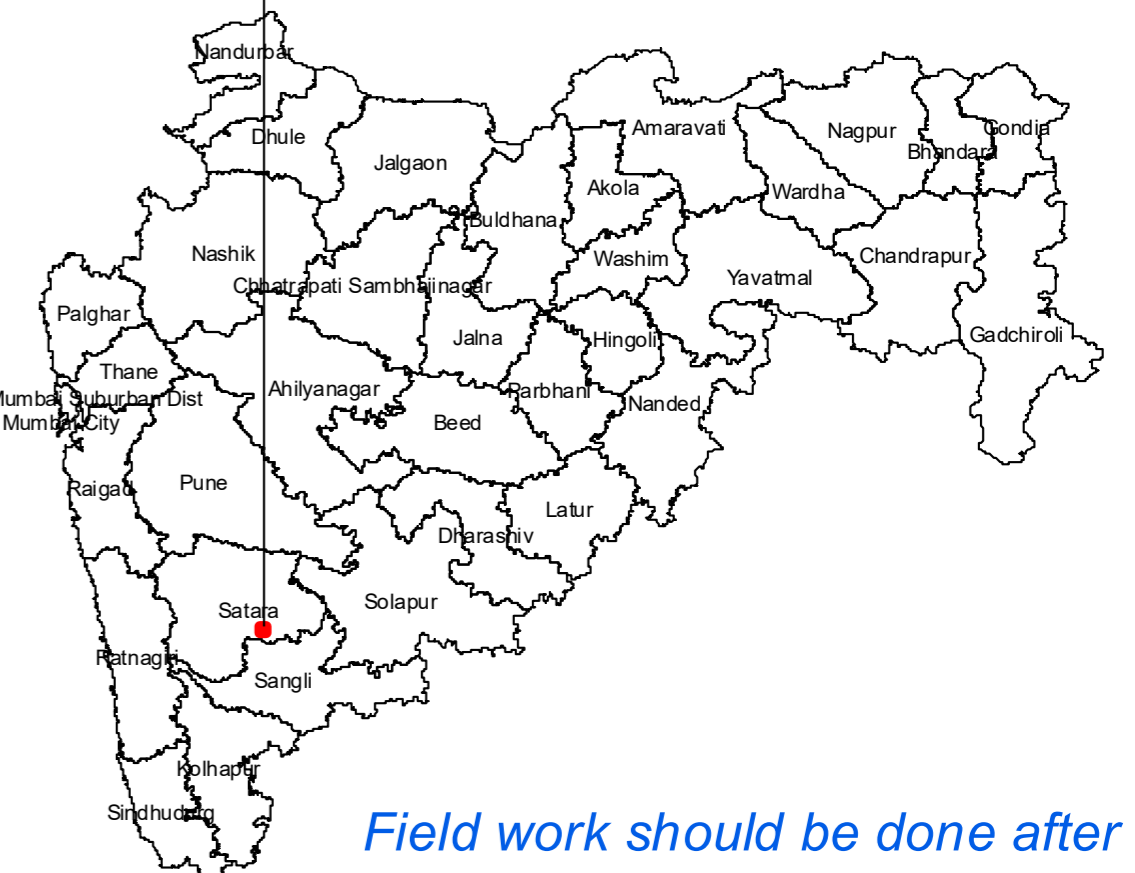 Nandurbar
Dhule
Jalgaon
Amaravati
Nagpur
Gondia
Bhandara
Akola
Wardha
Buldhana
Nashik
Washim
Chandrapur
Chhatrapati Sambhajinagar
Yavatmal
Palghar
Jalna
Hingoli
Gadchiroli
Thane
Ahilyanagar
Parbhani
Mumbai Suburban Dist
Nanded
Mumbai City
Beed
Raigad
Pune
Latur
Dharashiv
Satara
Solapur
Ratnagiri
Sangli
Kolhapur
Sindhudurg
Field work should be done after